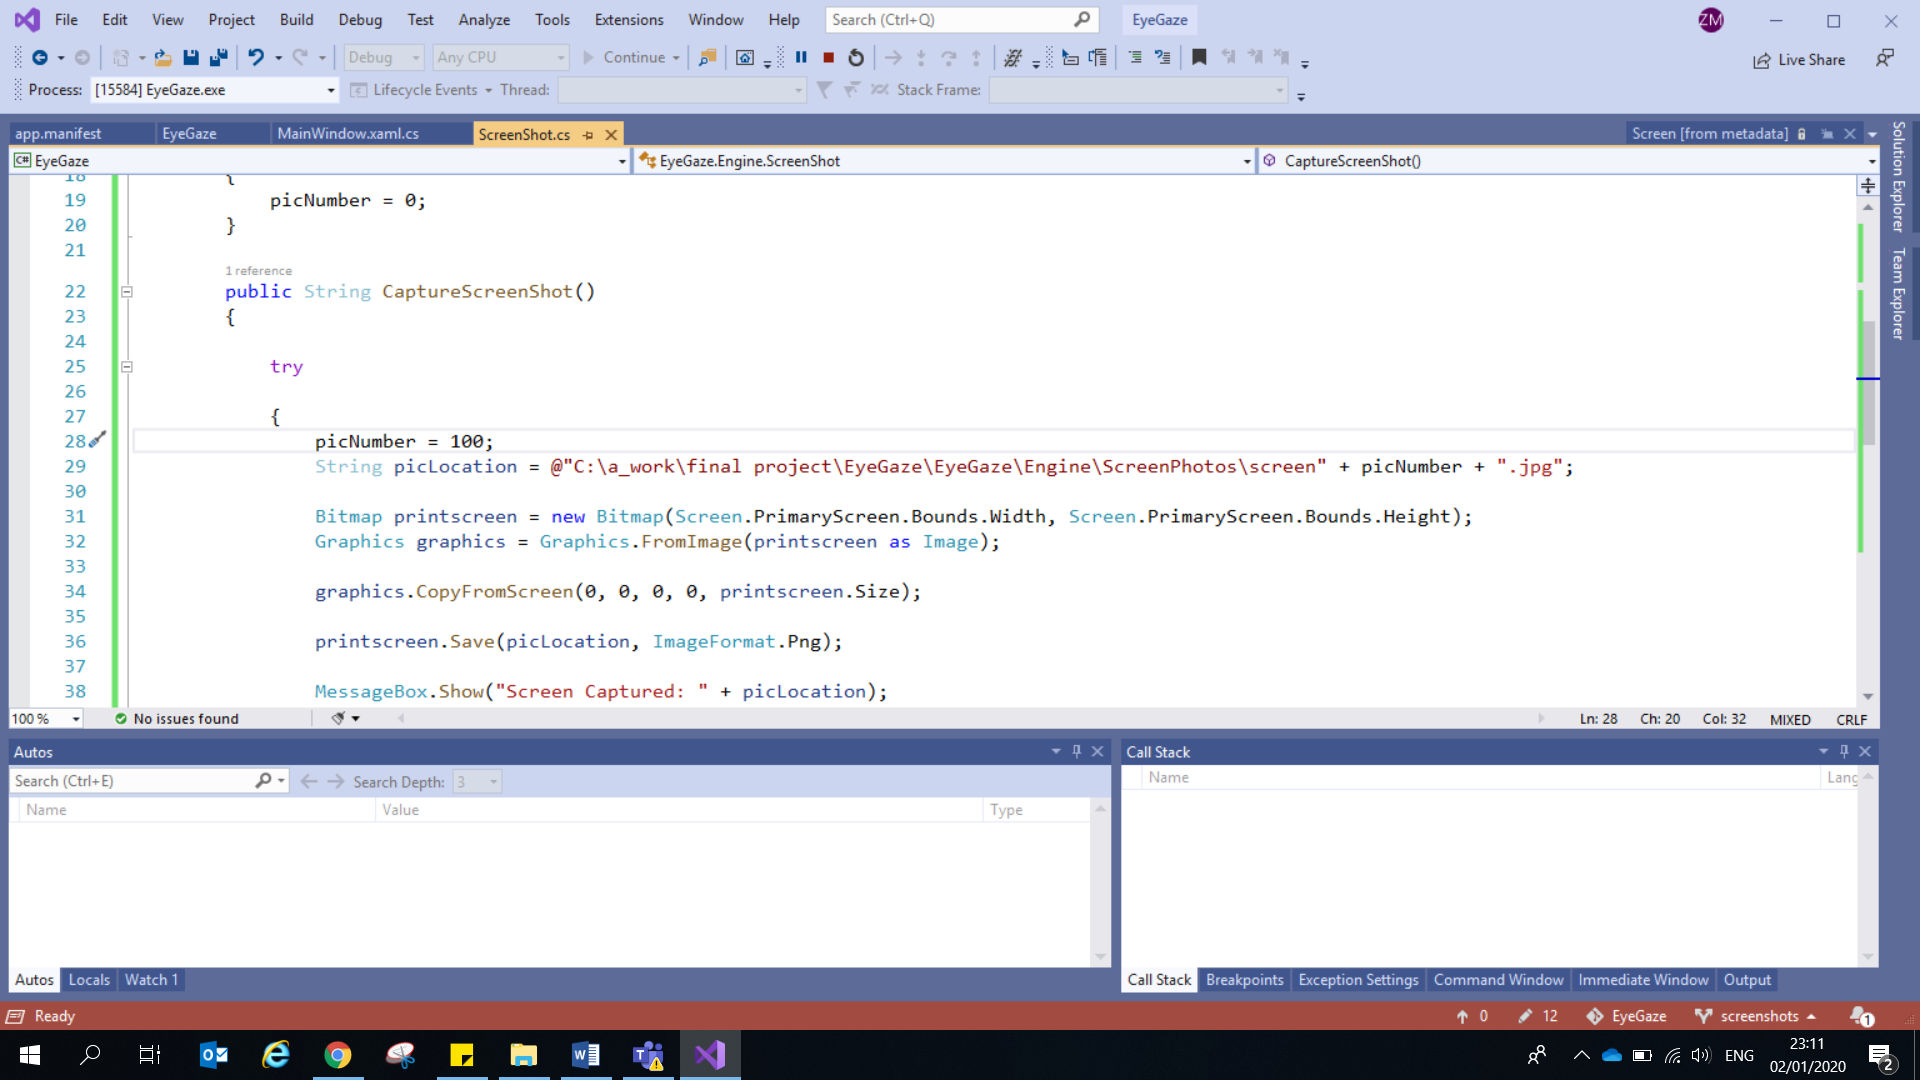 File Edit View Project Build Debug Test Analyze Tools Extensions Window Help Search (Ctrl+Q) EyeGaze ZM
Debug Any CPU Continue Live Share
Process: [15584] EyeGaze.exe Lifecycle Events Thread: Stack Frame:
app.manifest EyeGaze MainWindow.xaml.cs ScreenShot.cs Screen [from metadata]
C# EyeGaze EyeGaze.Engine.ScreenShot CaptureScreenShot()
18 {
19 picNumber = 0;
20 }
21
1 reference
22 public String CaptureScreenShot()
23 {
24
25 try
26
27 {
28 picNumber = 100;
29 String picLocation = @"C:\a_work\final project\EyeGaze\EyeGaze\Engine\ScreenPhotos\screen" + picNumber + ".jpg";
30
31 Bitmap printscreen = new Bitmap(Screen.PrimaryScreen.Bounds.Width, Screen.PrimaryScreen.Bounds.Height);
32 Graphics graphics = Graphics.FromImage(printscreen as Image);
33
34 graphics.CopyFromScreen(0, 0, 0, 0, printscreen.Size);
35
36 printscreen.Save(picLocation, ImageFormat.Png);
37
38 MessageBox.Show("Screen Captured: " + picLocation);
100 % No issues found Ln: 28 Ch: 20 Col: 32 MIXED CRLF
Solution Explorer
Team Explorer
Autos
Search (Ctrl+E) Search Depth: 3
Name Value Type
Autos Locals Watch 1
Call Stack
Name Lang
Call Stack Breakpoints Exception Settings Command Window Immediate Window Output
Ready 0 12 EyeGaze screenshots 1
ENG 23:11
02/01/2020 2